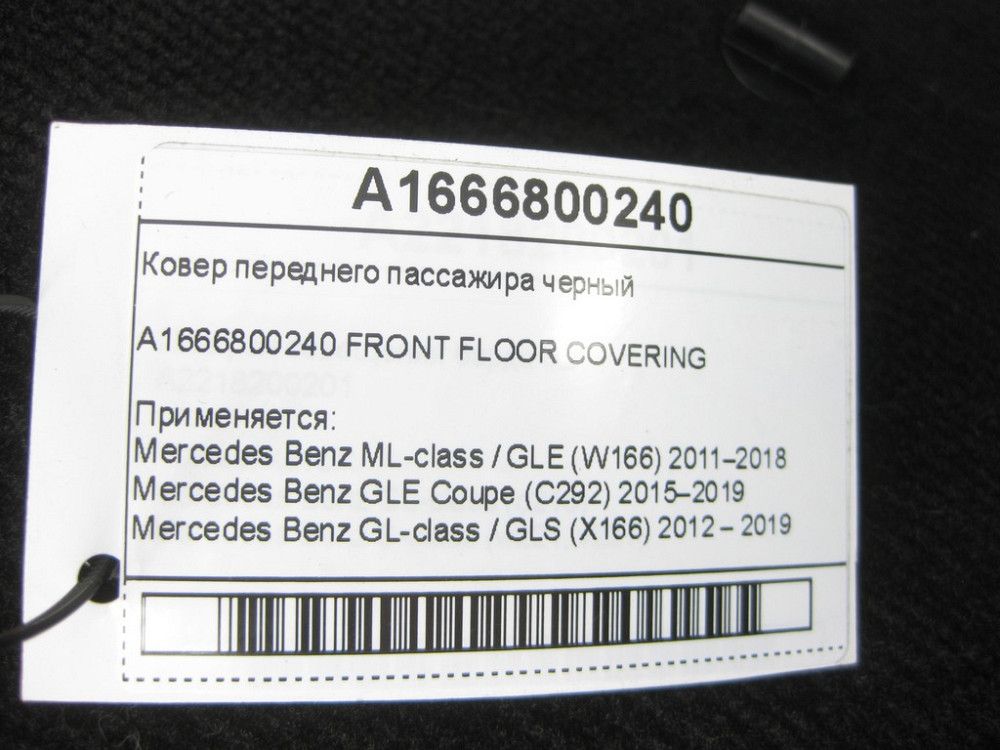 A1666800240
Ковер переднего пассажира черный
A1666800240 FRONT FLOOR COVERING
A2218200201
Применяется:
Mercedes Benz ML-class / GLE (W166) 2011–2018
Mercedes Benz GLE Coupe (C292) 2015–2019
Mercedes Benz GL-class / GLS (X166) 2012 – 2019